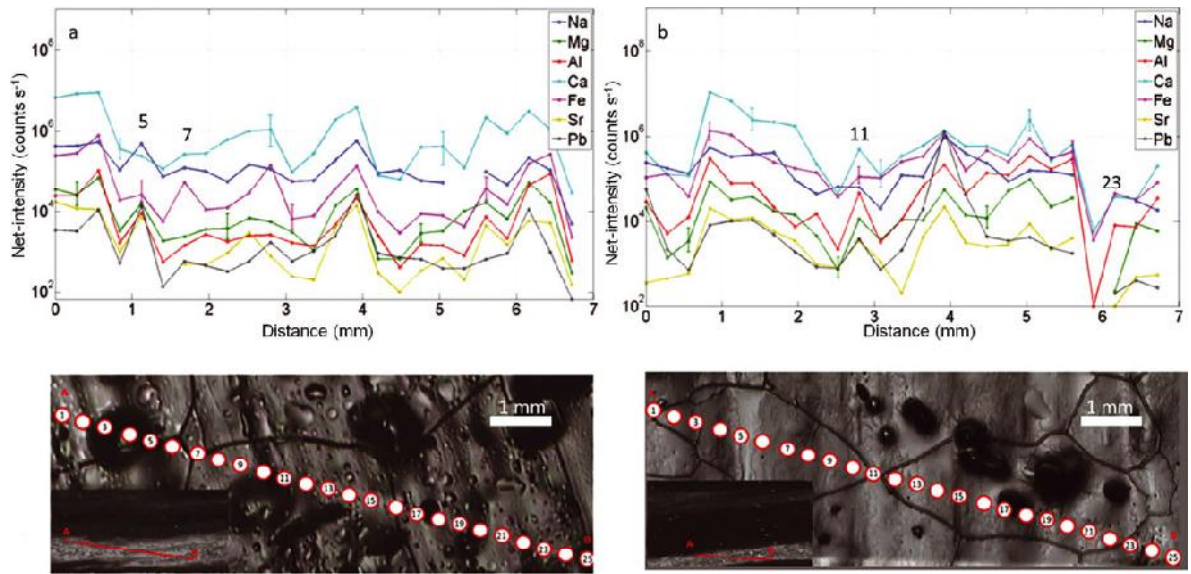 a
10⁸
10⁶
10⁴
10²
Net-intensity (counts s⁻¹)
5
7
Na
Mg
Al
Ca
Fe
Sr
Pb
0 1 2 3 4 5 6 7
Distance (mm)
b
10⁸
10⁶
10⁴
10²
Net-intensity (counts s⁻¹)
11
23
Na
Mg
Al
Ca
Fe
Sr
Pb
0 1 2 3 4 5 6 7
Distance (mm)
A
1 3 5 7 9 11 13 15 17 19 21 23 25
1 mm
A
B
1 3 5 7 9 11 13 15 17 19 21 23 25
1 mm
A